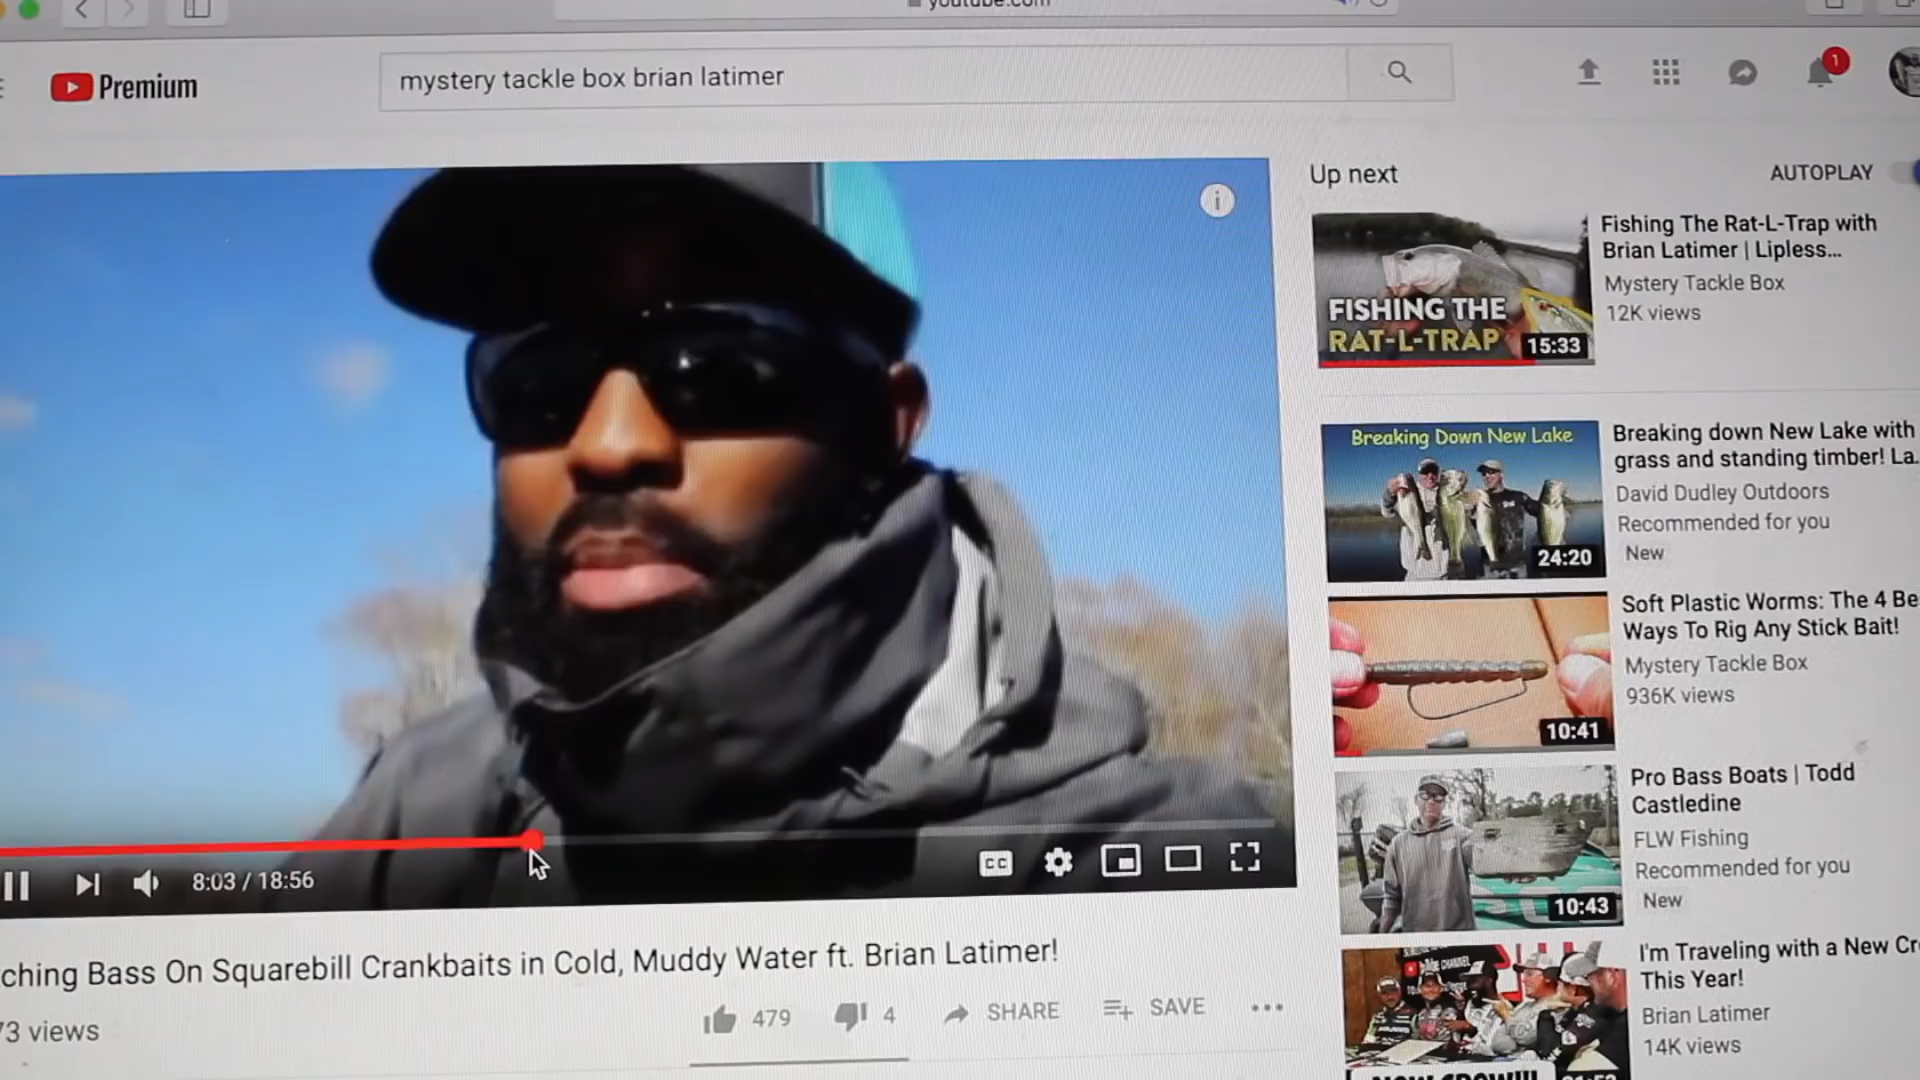 youtube.com
Premium
mystery tackle box brian latimer
1
Up next
AUTOPLAY
FISHING THE
RAT-L-TRAP
15:33
Fishing The Rat-L-Trap with
Brian Latimer | Lipless...
Mystery Tackle Box
12K views
Breaking Down New Lake
24:20
Breaking down New Lake with
grass and standing timber! La.
David Dudley Outdoors
Recommended for you
New
10:41
Soft Plastic Worms: The 4 Be
Ways To Rig Any Stick Bait!
Mystery Tackle Box
936K views
10:43
Pro Bass Boats | Todd
Castledine
FLW Fishing
Recommended for you
New
I'm Traveling with a New Cr
This Year!
Brian Latimer
14K views
8:03 / 18:56
CC
ching Bass On Squarebill Crankbaits in Cold, Muddy Water ft. Brian Latimer!
73 views
479
4
SHARE
SAVE